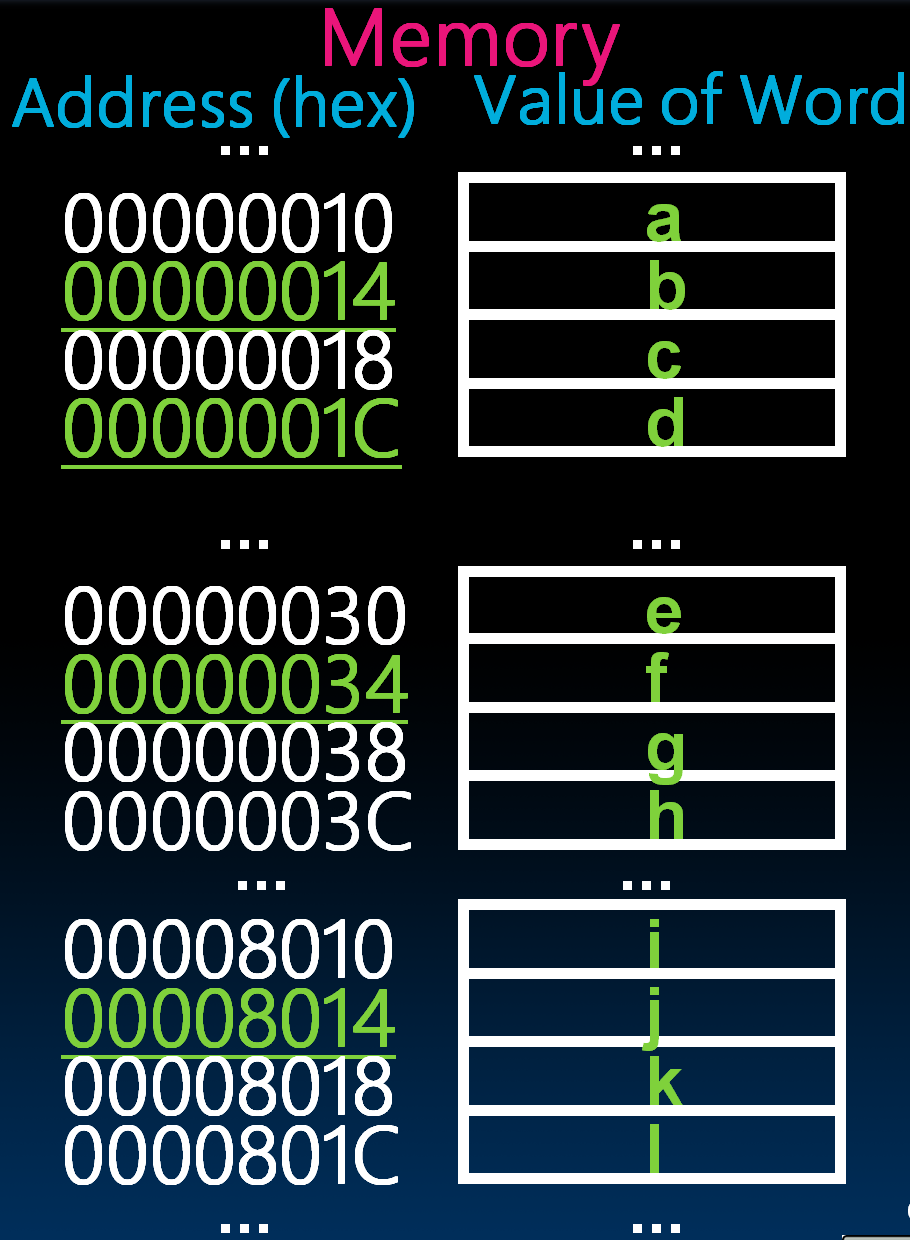 Memory
Address (hex) Value of Word
... ...
00000010 a
00000014 b
00000018 c
0000001C d
... ...
00000030 e
00000034 f
00000038 g
0000003C h
... ...
00008010 i
00008014 j
00008018 k
0000801C l
... ...